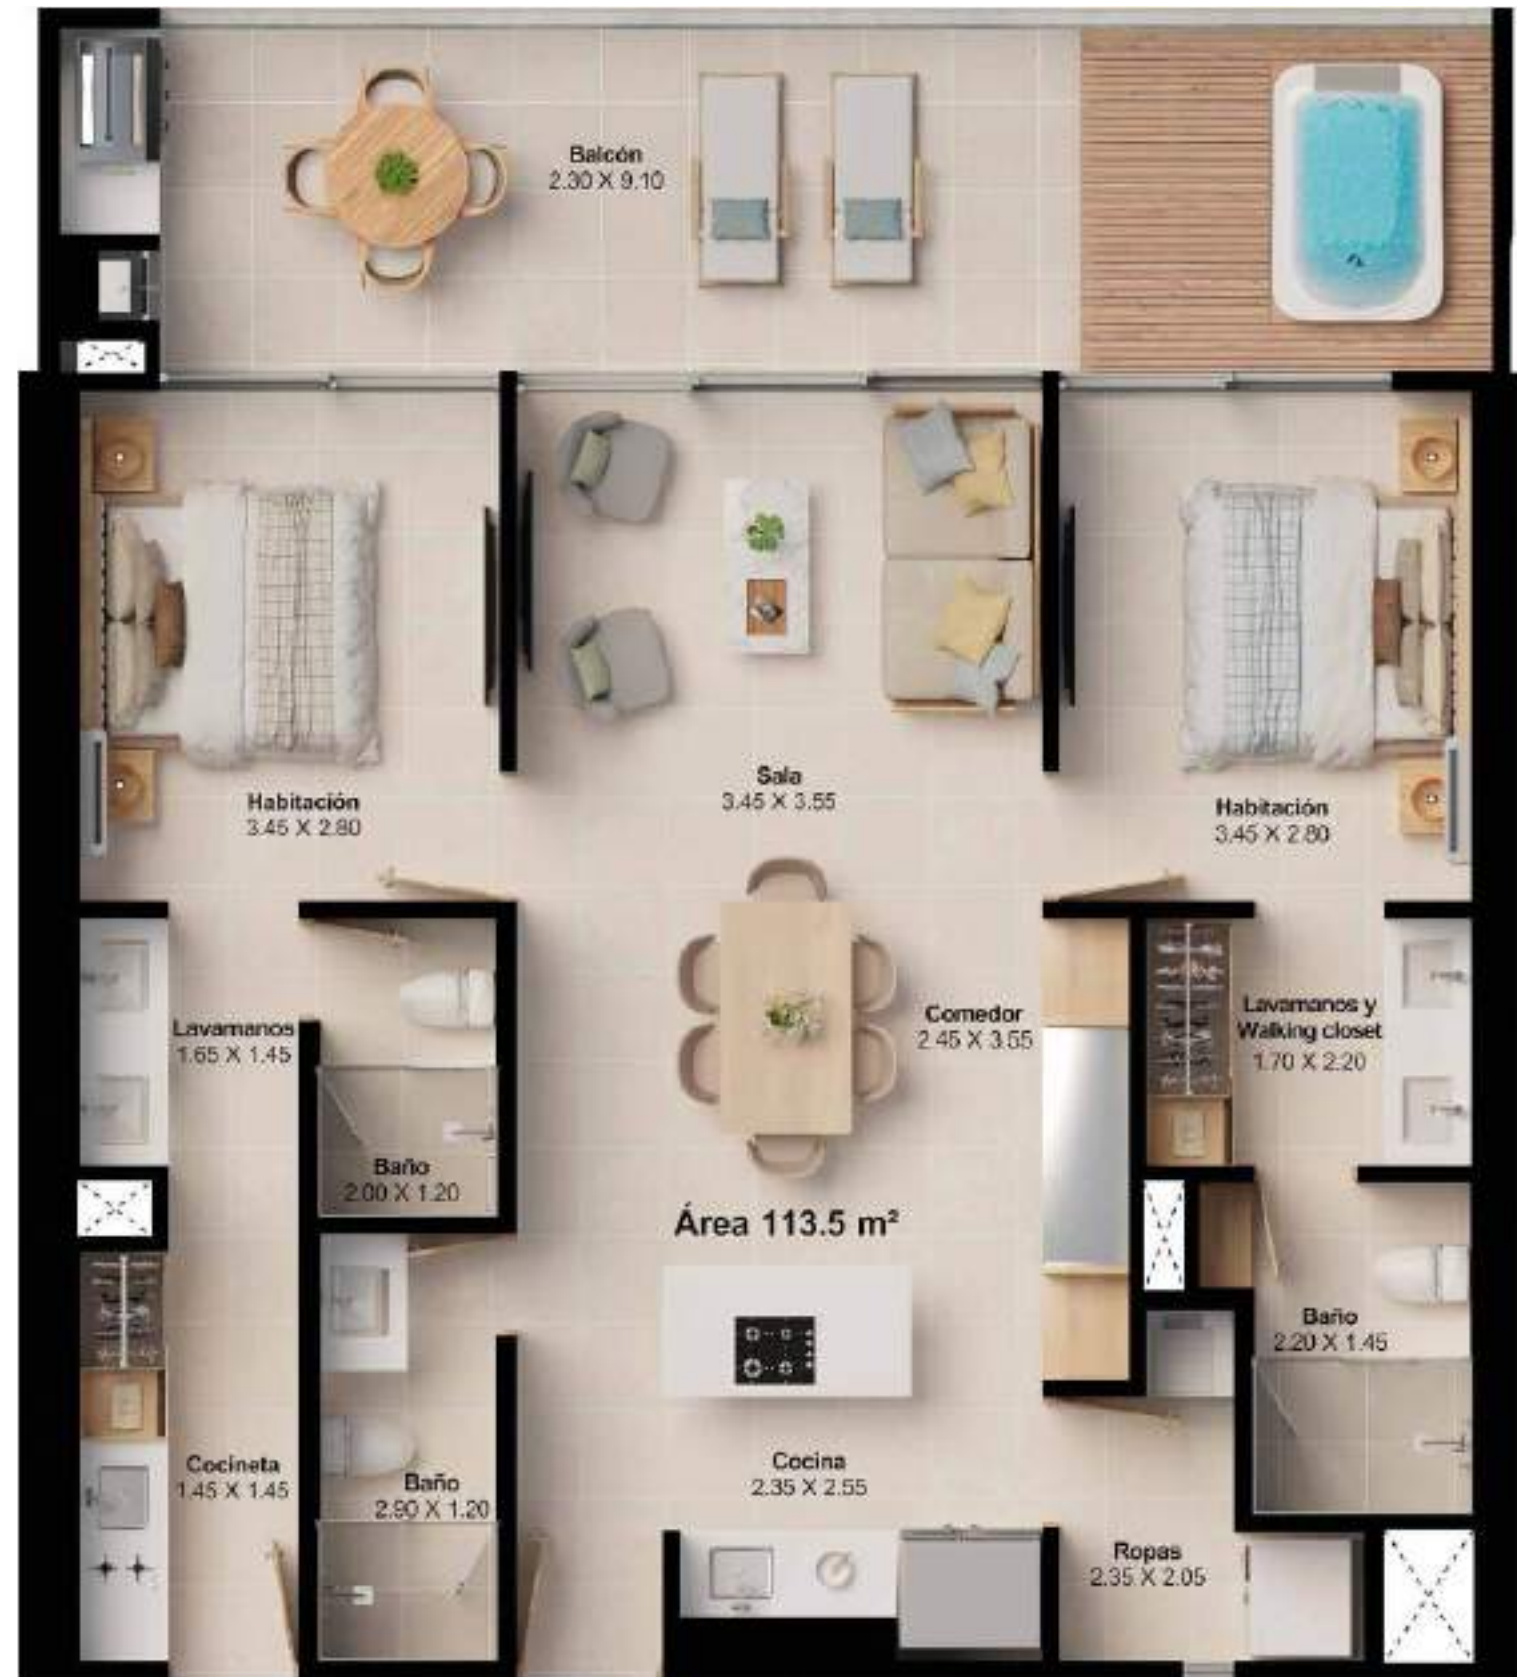 Balcón
2.30 X 9.10
Sala
3.45 X 3.55
Habitación
3.45 X 2.80
Habitación
3.45 X 2.80
Lavamanos
1.65 X 1.45
Comedor
2.45 X 3.55
Lavamanos y
Walking closet
1.70 X 2.20
Baño
2.00 X 1.20
Área 113.5 m²
Baño
2.20 X 1.45
Cocineta
1.45 X 1.45
Baño
2.90 X 1.20
Cocina
2.35 X 2.55
Ropas
2.35 X 2.05